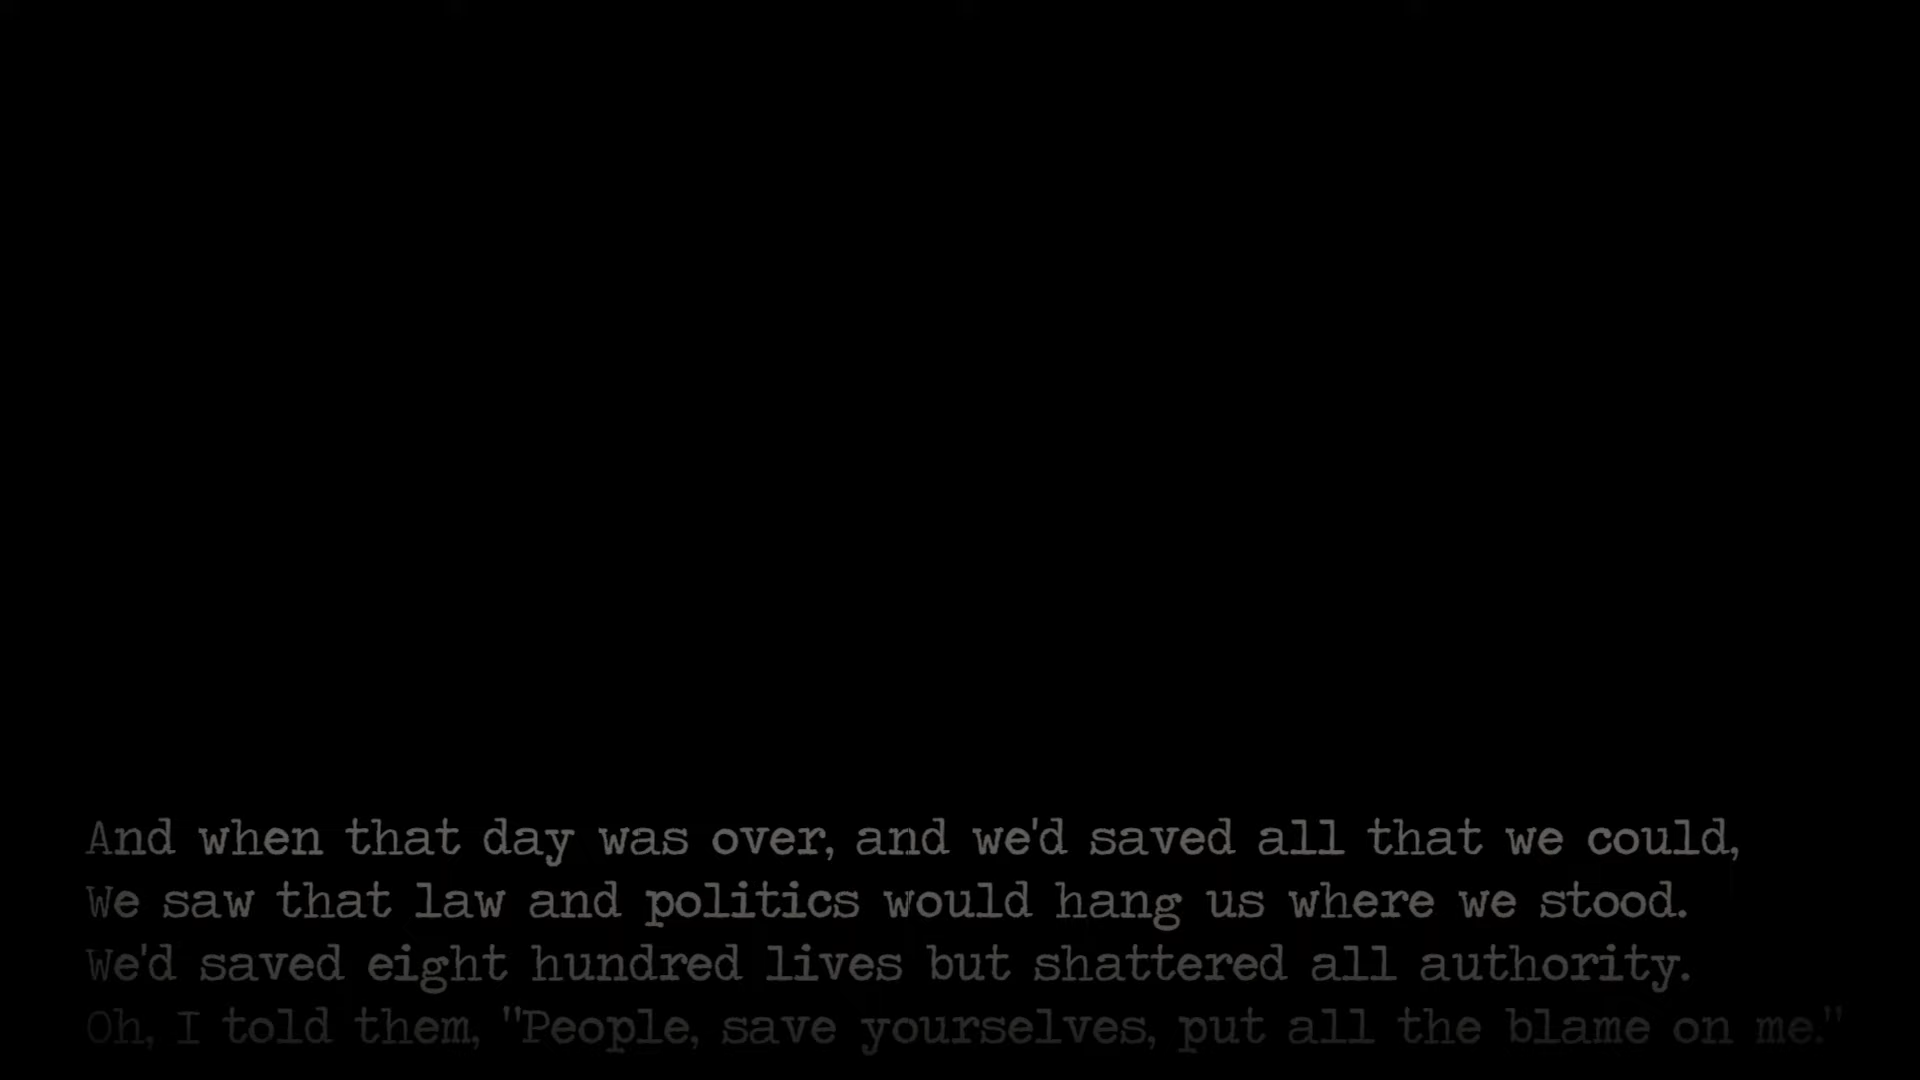 And when that day was over, and we'd saved all that we could,
We saw that law and politics would hang us where we stood.
We'd saved eight hundred lives but shattered all authority.
Oh, I told them, "People, save yourselves, put all the blame on me."